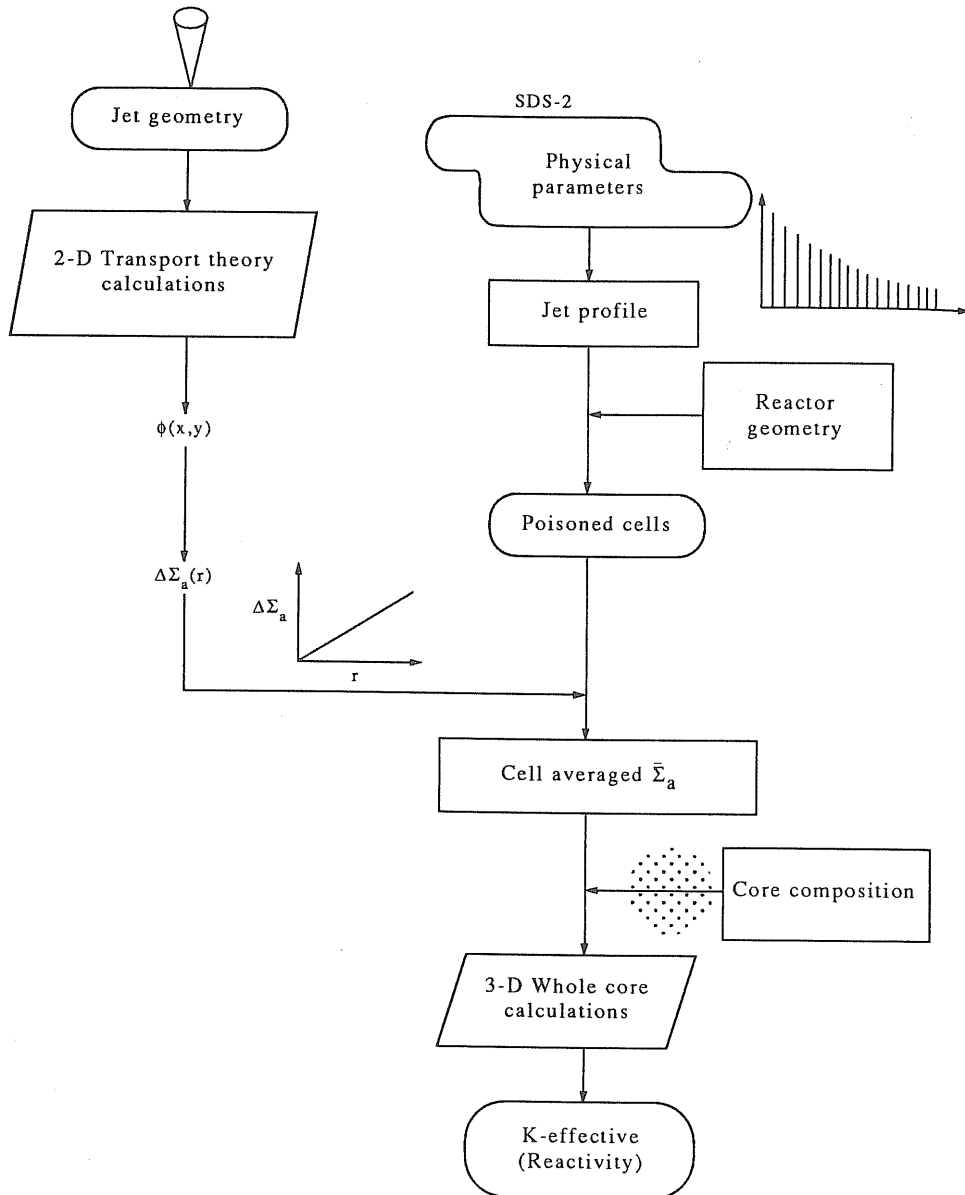 Jet geometry
2-D Transport theory
calculations
ϕ(x,y)
ΔΣa(r)
ΔΣa
r
SDS-2
Physical
parameters
Jet profile
Reactor
geometry
Poisoned cells
Cell averaged Σ̄a
Core composition
3-D Whole core
calculations
K-effective
(Reactivity)